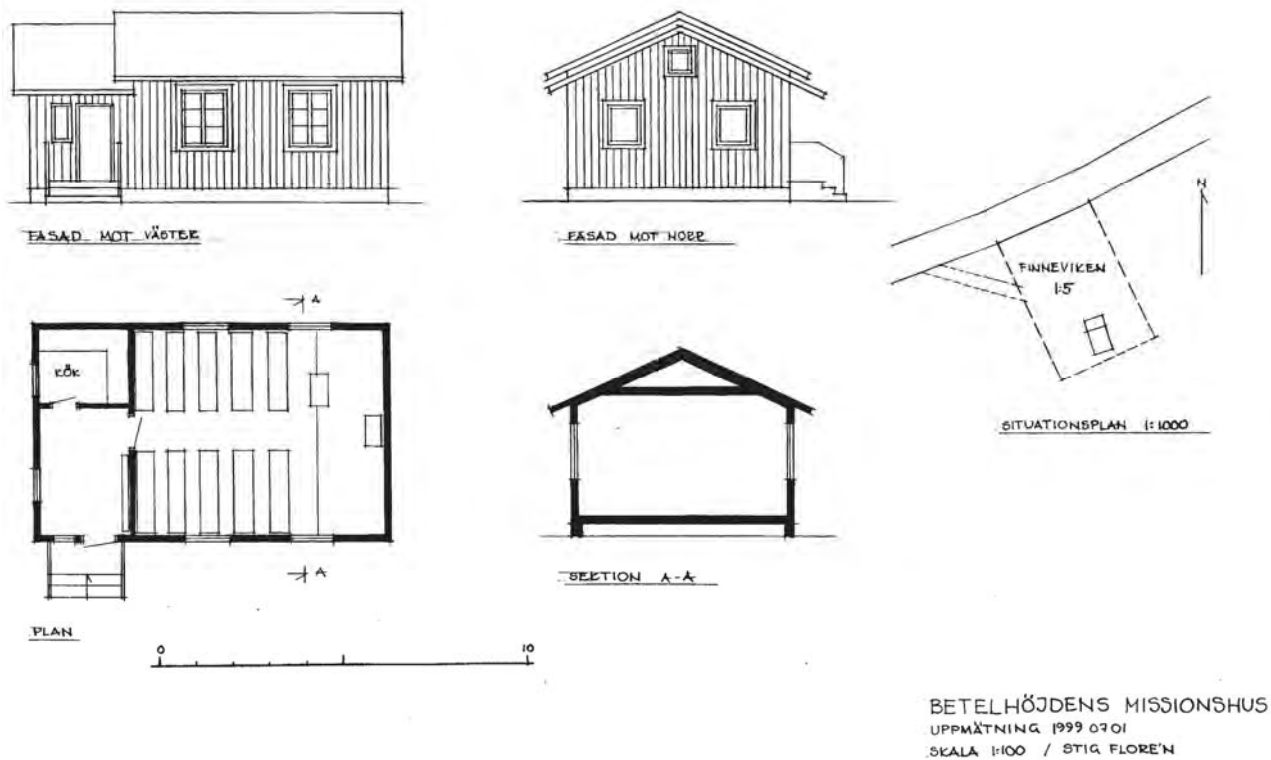 FASAD MOT VÄSTER
FASAD MOT NORR
N
FINNEVIKEN
1:5
SITUATIONSPLAN 1:1000
A
KÖK
A
SEKTION A-A
PLAN
0
10
BETELHÖJDENS MISSIONSHUS
UPPMÄTNING 1999 07 01
SKALA 1:100 / STIG FLORE'N